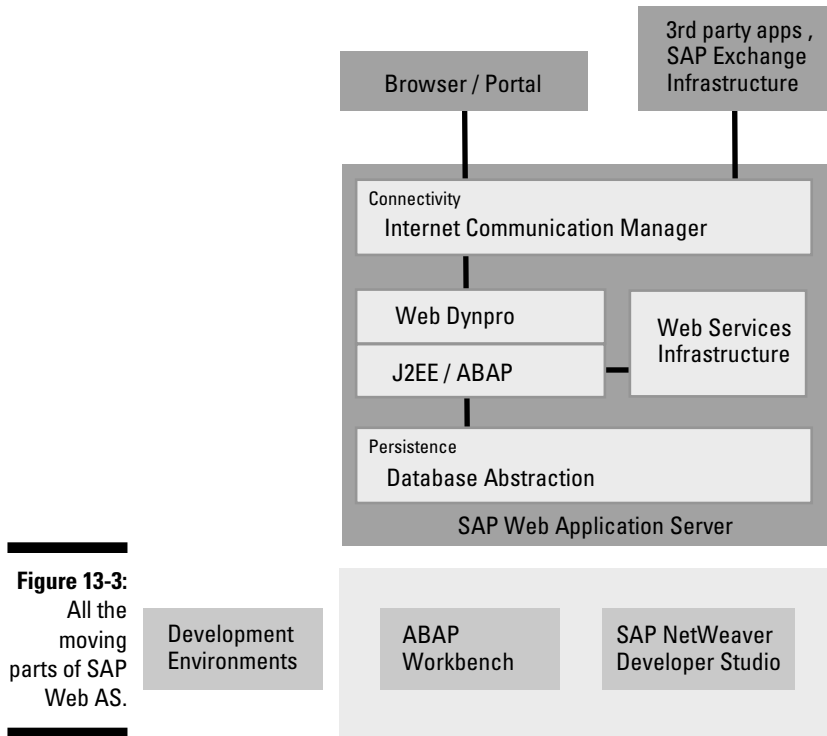 Browser / Portal
3rd party apps ,
SAP Exchange
Infrastructure
Connectivity
Internet Communication Manager
Web Dynpro
J2EE / ABAP
Web Services
Infrastructure
Persistence
Database Abstraction
SAP Web Application Server
Figure 13-3:
All the
moving
parts of SAP
Web AS.
Development
Environments
ABAP
Workbench
SAP NetWeaver
Developer Studio